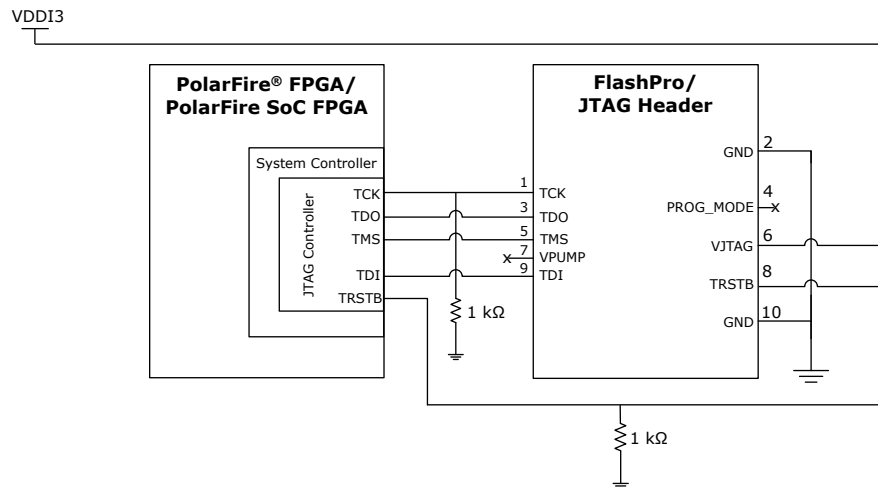 VDDI3
PolarFire® FPGA/
PolarFire SoC FPGA
System Controller
JTAG Controller
TCK
TDO
TMS
TDI
TRSTB
1 kΩ
FlashPro/
JTAG Header
1
TCK
3
TDO
5
TMS
7
VPUMP
9
TDI
GND
2
PROG_MODE
4
VJTAG
6
TRSTB
8
GND
10
1 kΩ